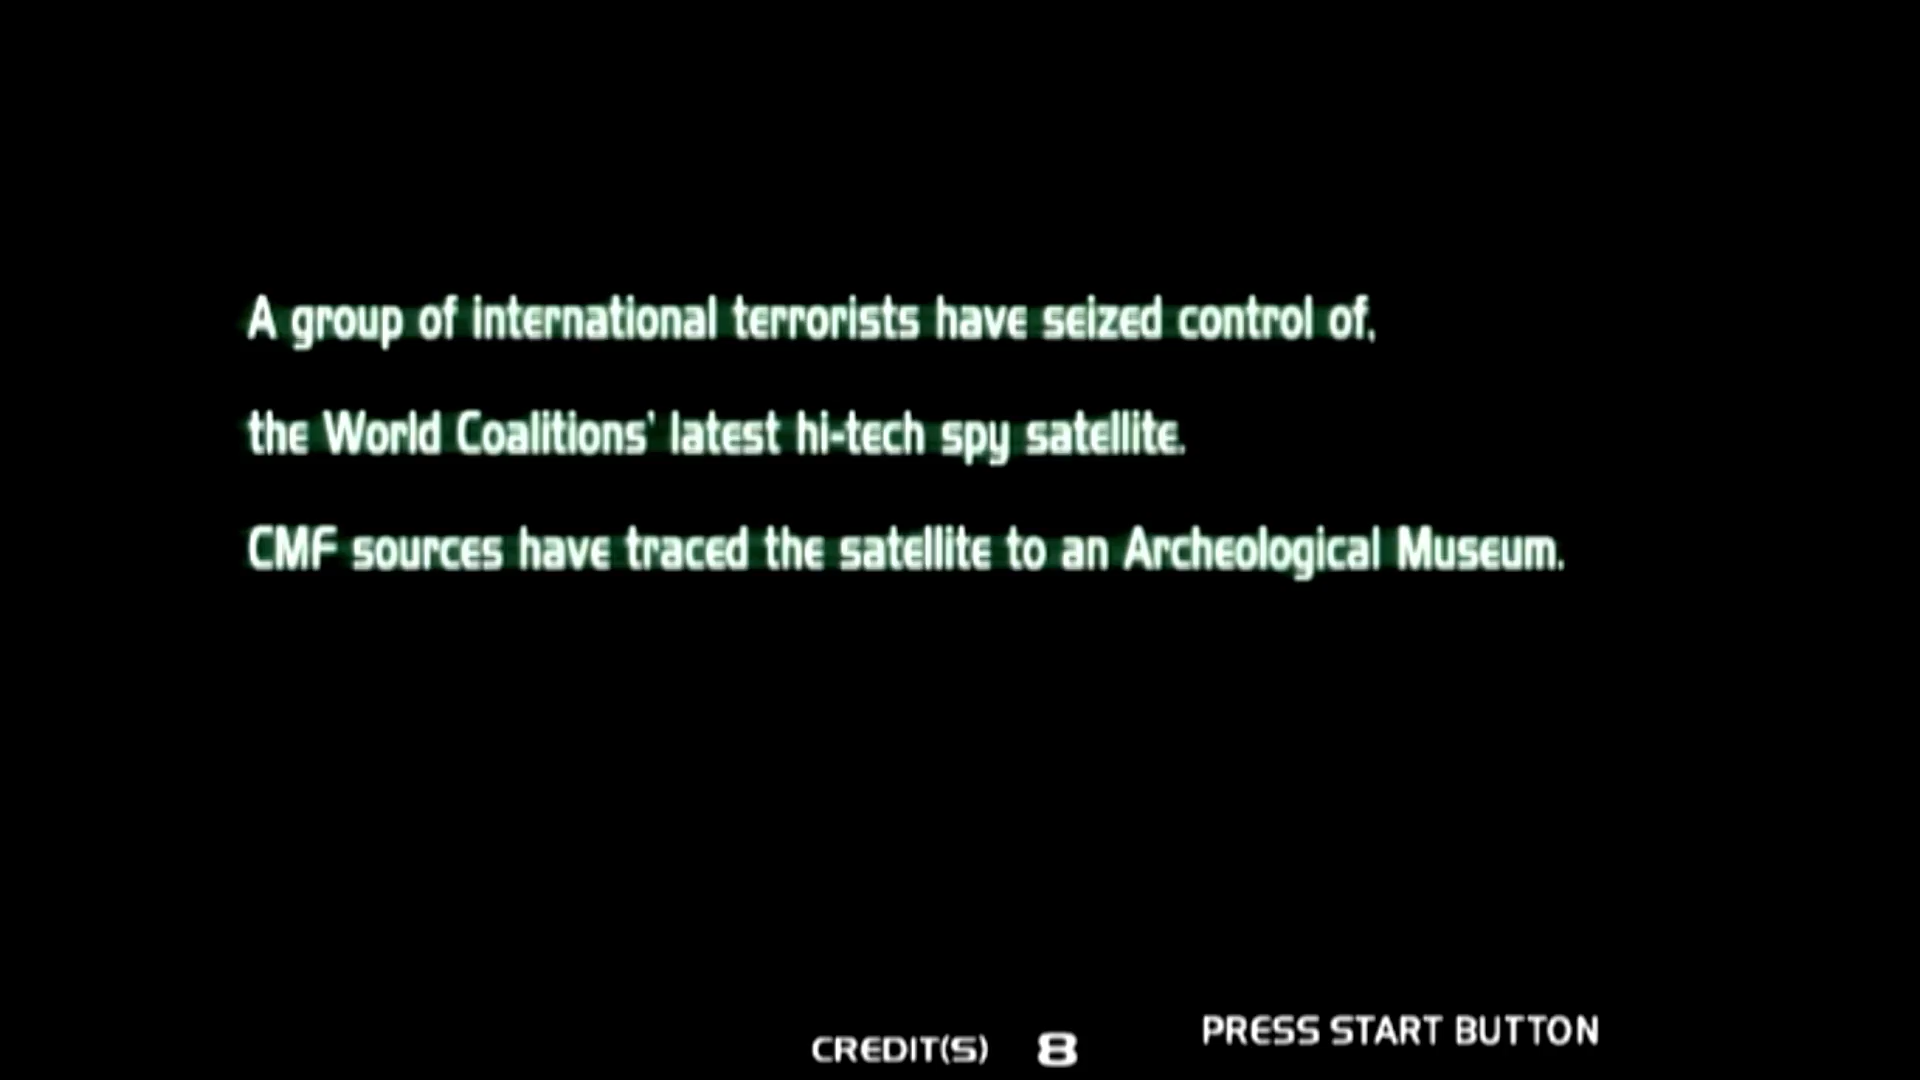 A group of international terrorists have seized control of,
the World Coalitions' latest hi-tech spy satellite.
CMF sources have traced the satellite to an Archeological Museum.
CREDIT(S) 8
PRESS START BUTTON